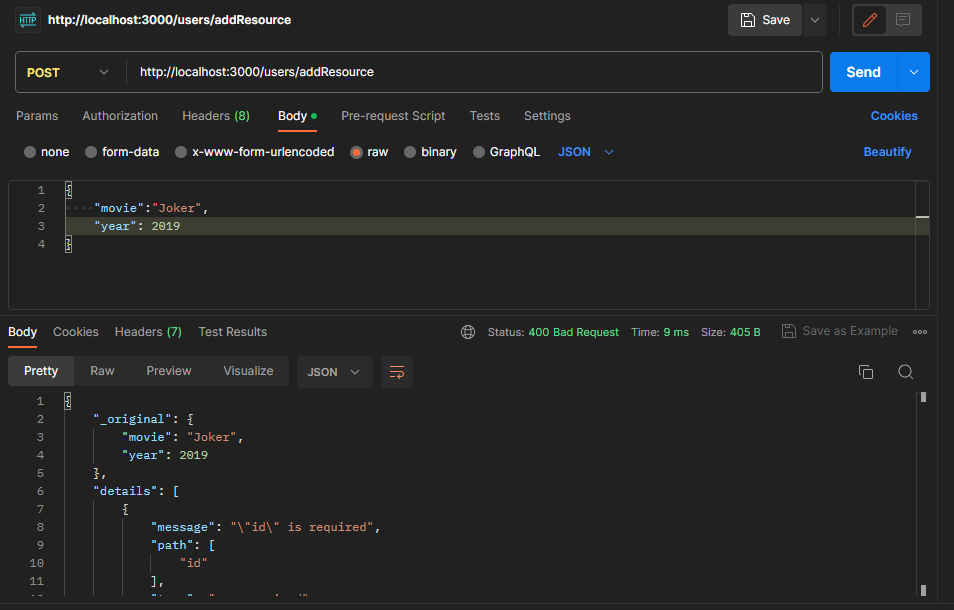 HTTP http://localhost:3000/users/addResource Save
POST http://localhost:3000/users/addResource Send
Params Authorization Headers (8) Body Pre-request Script Tests Settings Cookies
none form-data x-www-form-urlencoded raw binary GraphQL JSON Beautify
1 {
2 "movie":"Joker",
3 "year": 2019
4 }
Body Cookies Headers (7) Test Results Status: 400 Bad Request Time: 9 ms Size: 405 B Save as Example
Pretty Raw Preview Visualize JSON
1 {
2 "_original": {
3 "movie": "Joker",
4 "year": 2019
5 },
6 "details": [
7 {
8 "message": "\"id\" is required",
9 "path": [
10 "id"
11 ],